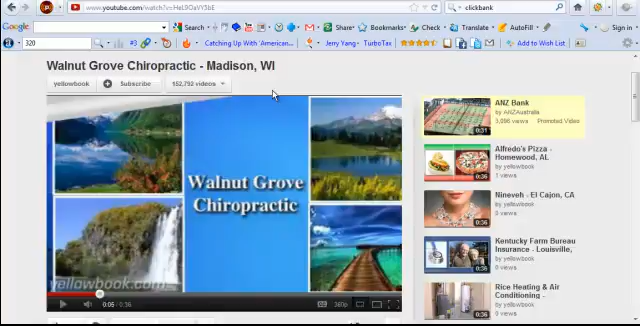 www.youtube.com/watch?v=HeL9OaVY5bE
clickbank
Google
Search
Share
Bookmarks
Check
Translate
AutoFill
Sign In
320
#3
Catching Up With 'American...
Jerry Yang
TurboTax
Add to Wish List
Walnut Grove Chiropractic - Madison, WI
yellowbook
Subscribe
152,792 videos
Walnut Grove
Chiropractic
yellowbook.com
0:05 / 0:36
360p
ANZ Bank
by ANZAustralia
3,096 views Promoted Video
0:31
Alfredo's Pizza -
Homewood, AL
by yellowbook
1 views
0:36
Nineveh - El Cajon, CA
by yellowbook
0 views
0:36
Kentucky Farm Bureau
Insurance - Louisville,
by yellowbook
0:36
Rice Heating & Air
Conditioning -
by yellowbook
0:36